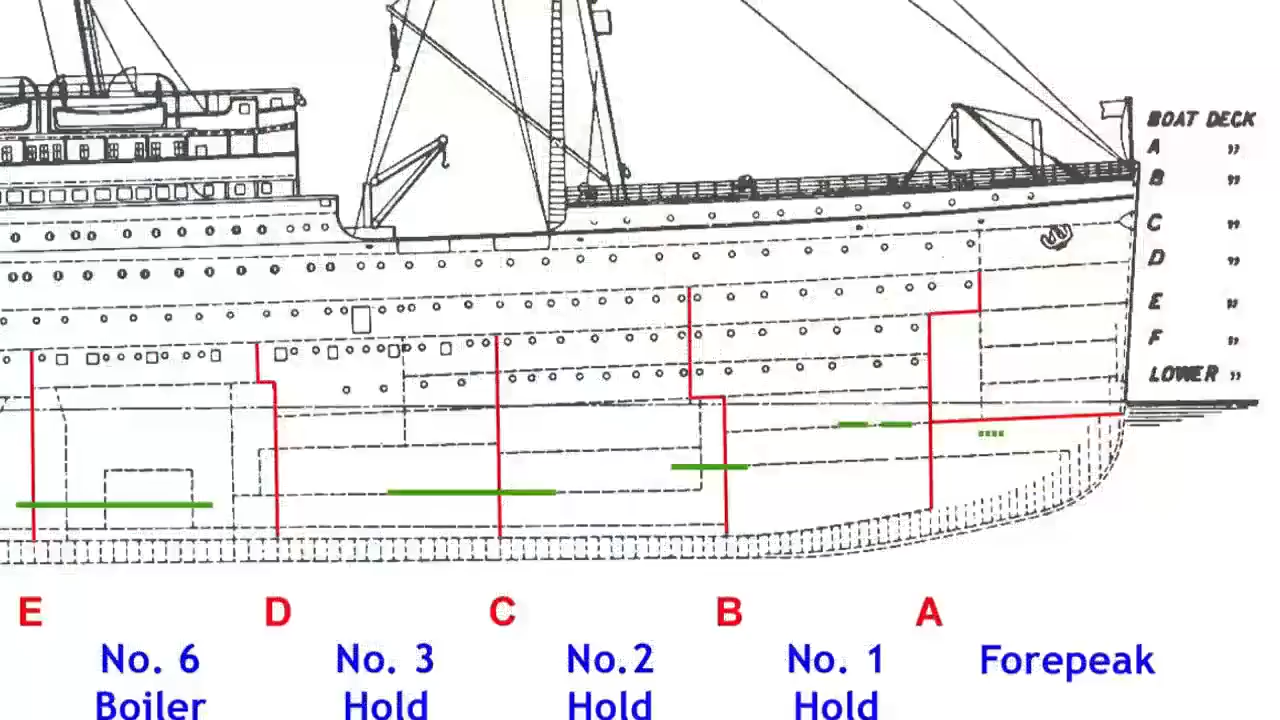 BOAT DECK
A "
B "
C "
D "
E "
F "
LOWER "
E D C B A
No. 6 No. 3 No.2 No. 1 Forepeak
Boiler Hold Hold Hold